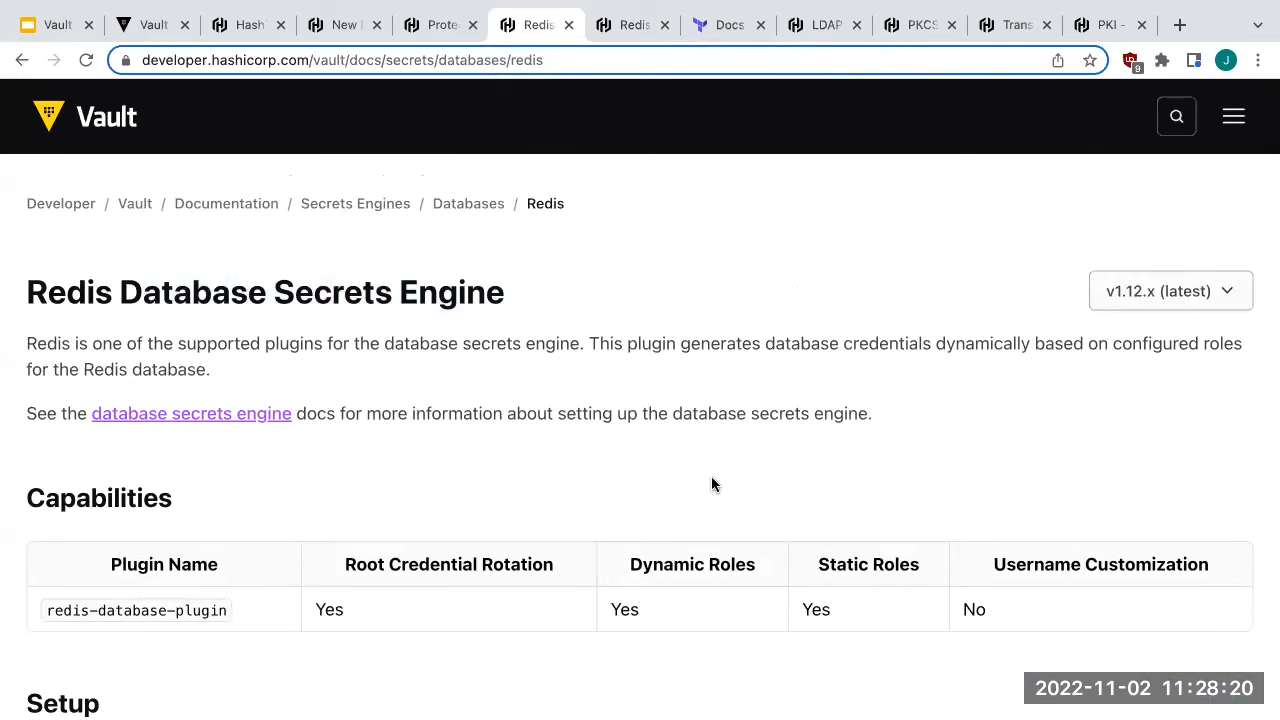 Vault
Vault
Hash
New
Prote
Redis
Redis
Docs
LDAP
PKCS
Trans
PKI -
developer.hashicorp.com/vault/docs/secrets/databases/redis
9
J
Vault
Developer / Vault / Documentation / Secrets Engines / Databases / Redis
Redis Database Secrets Engine
v1.12.x (latest)
Redis is one of the supported plugins for the database secrets engine. This plugin generates database credentials dynamically based on configured roles
for the Redis database.
See the database secrets engine docs for more information about setting up the database secrets engine.
Capabilities
Plugin Name Root Credential Rotation Dynamic Roles Static Roles Username Customization
redis-database-plugin Yes Yes Yes No
Setup
2022-11-02 11:28:20